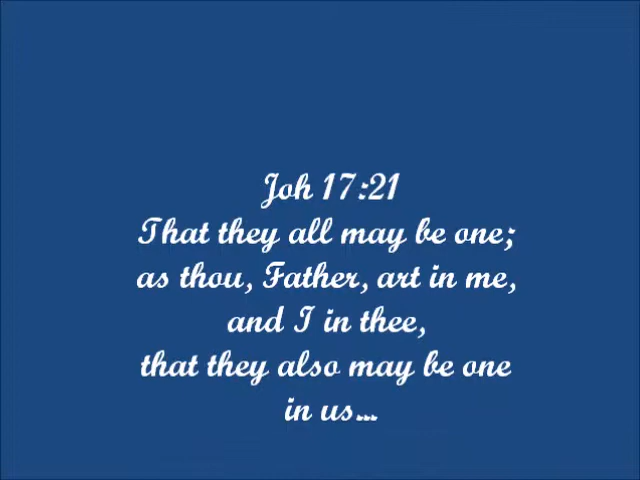 Joh 17:21
That they all may be one;
as thou, Father, art in me,
and I in thee,
that they also may be one
in us...